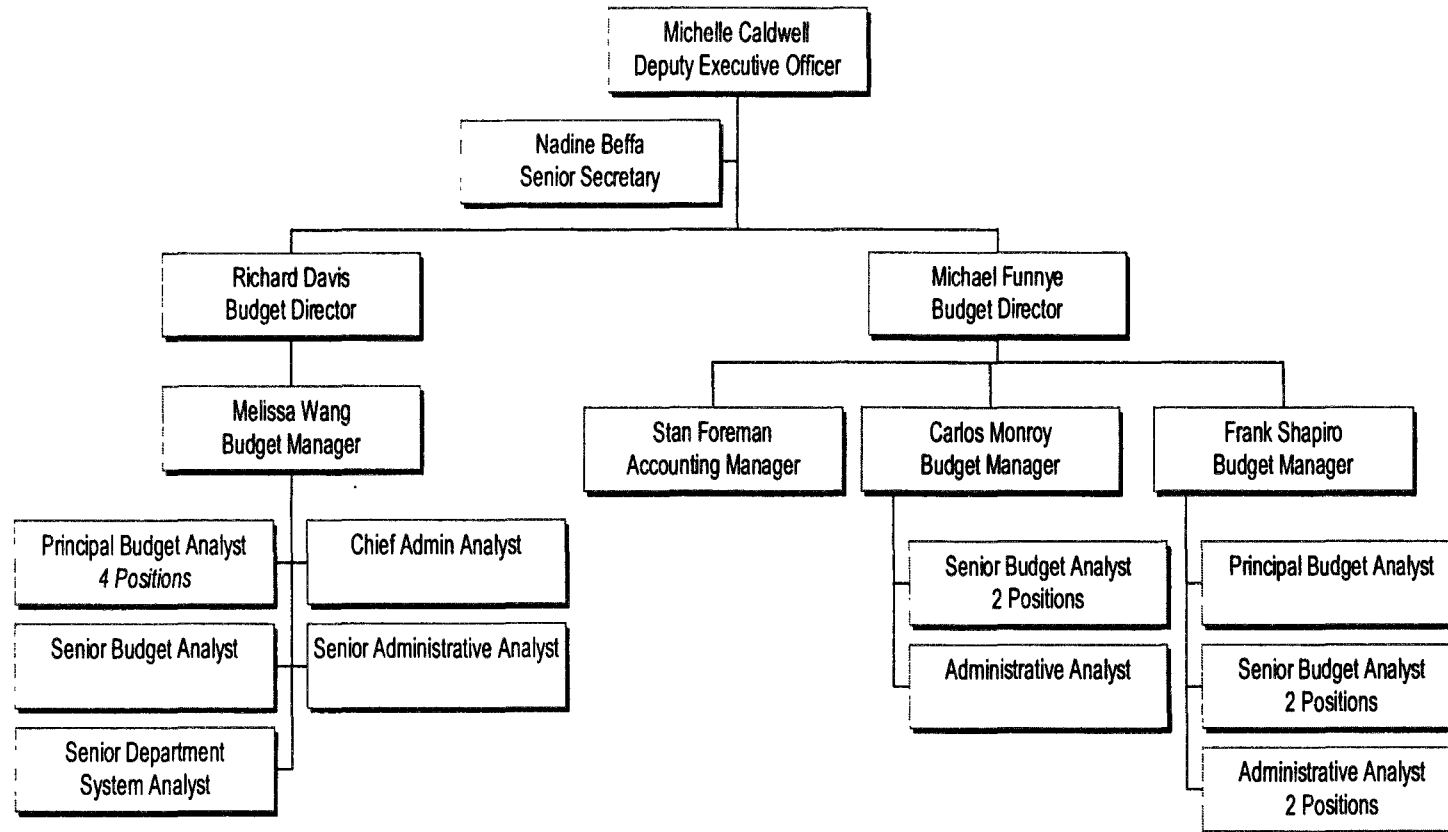 Michelle Caldwell
Deputy Executive Officer
Nadine Beffa
Senior Secretary
Richard Davis
Budget Director
Michael Funnye
Budget Director
Melissa Wang
Budget Manager
Stan Foreman
Accounting Manager
Carlos Monroy
Budget Manager
Frank Shapiro
Budget Manager
Principal Budget Analyst
4 Positions
Chief Admin Analyst
Senior Budget Analyst
Senior Administrative Analyst
Senior Department
System Analyst
Senior Budget Analyst
2 Positions
Administrative Analyst
Principal Budget Analyst
Senior Budget Analyst
2 Positions
Administrative Analyst
2 Positions